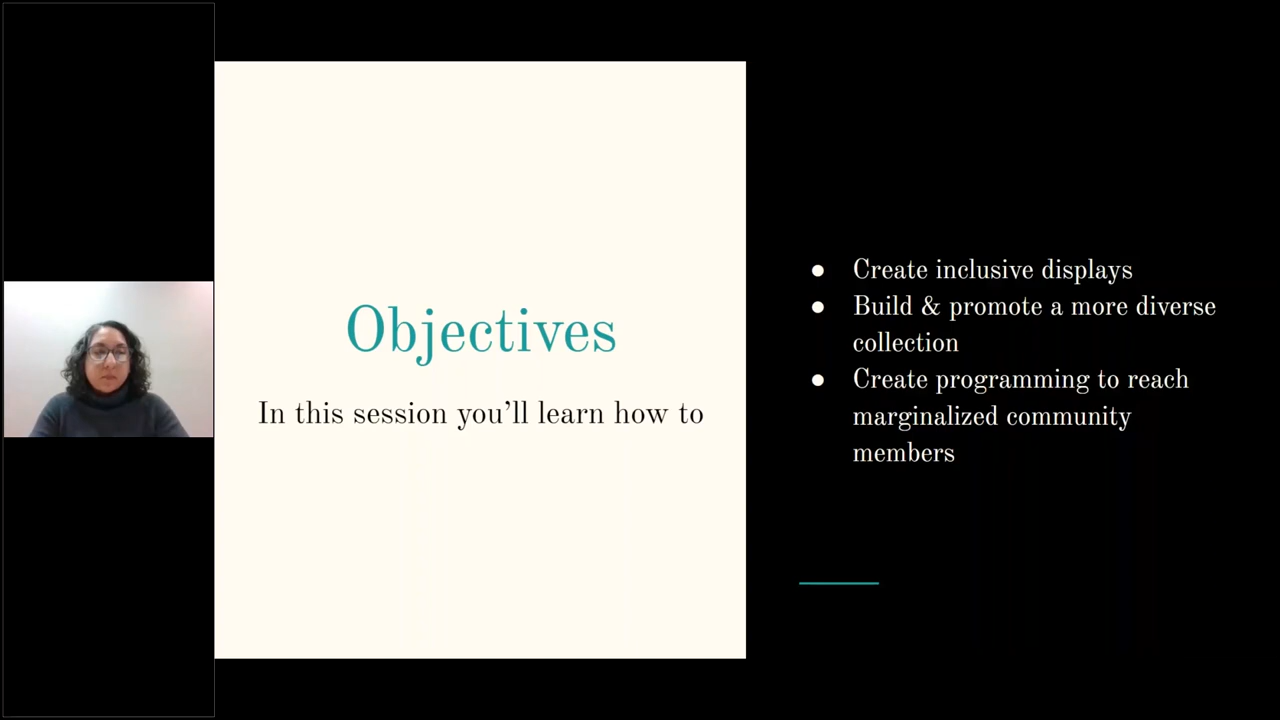 Objectives
In this session you’ll learn how to
● Create inclusive displays
● Build & promote a more diverse
collection
● Create programming to reach
marginalized community
members